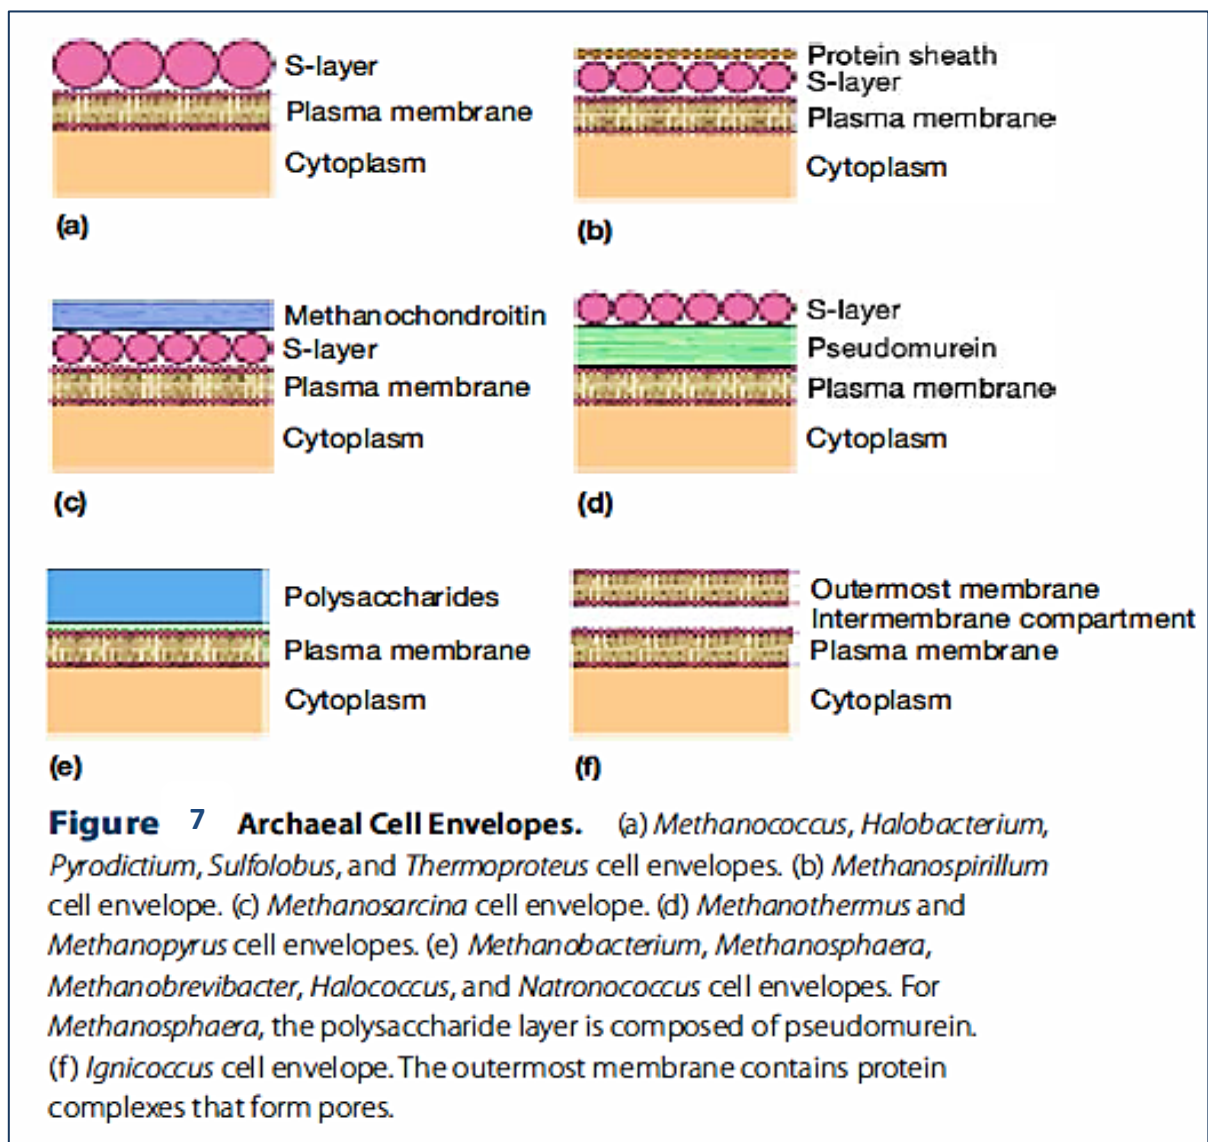 S-layer
Plasma membrane
Cytoplasm
(a)
Protein sheath
S-layer
Plasma membrane
Cytoplasm
(b)
Methanochondroitin
S-layer
Plasma membrane
Cytoplasm
(c)
S-layer
Pseudomurein
Plasma membrane
Cytoplasm
(d)
Polysaccharides
Plasma membrane
Cytoplasm
(e)
Outermost membrane
Intermembrane compartment
Plasma membrane
Cytoplasm
(f)
Figure 7 Archaeal Cell Envelopes. (a) Methanococcus, Halobacterium,
Pyrodictium, Sulfolobus, and Thermoproteus cell envelopes. (b) Methanospirillum
cell envelope. (c) Methanosarcina cell envelope. (d) Methanothermus and
Methanopyrus cell envelopes. (e) Methanobacterium, Methanosphaera,
Methanobrevibacter, Halococcus, and Natronococcus cell envelopes. For
Methanosphaera, the polysaccharide layer is composed of pseudomurein.
(f) Ignicoccus cell envelope. The outermost membrane contains protein
complexes that form pores.